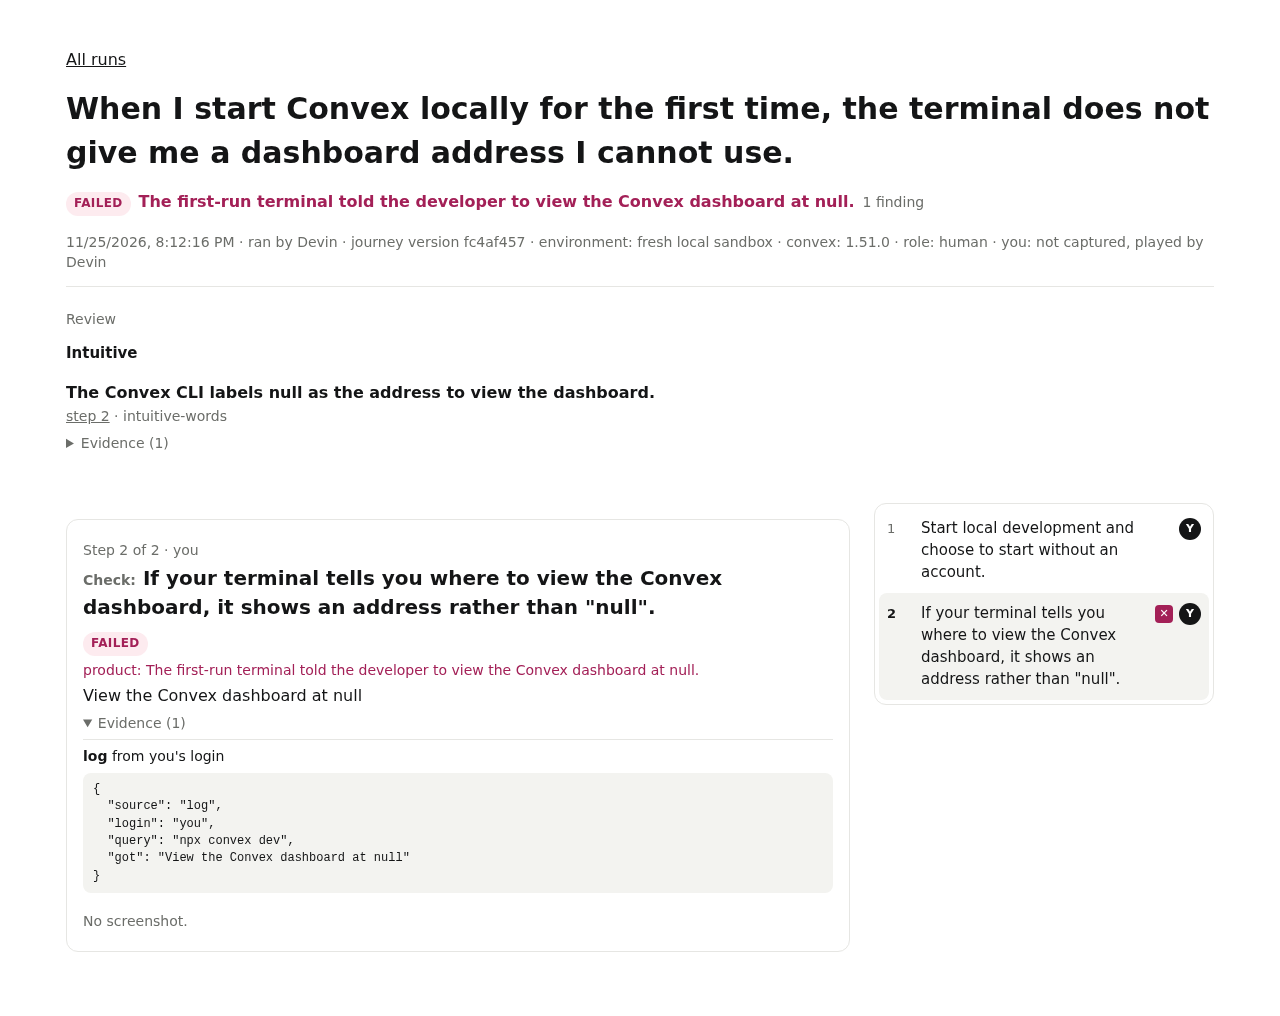 All runs
When I start Convex locally for the first time, the terminal does not
give me a dashboard address I cannot use.
FAILED The first-run terminal told the developer to view the Convex dashboard at null. 1 finding
11/25/2026, 8:12:16 PM · ran by Devin · journey version fc4af457 · environment: fresh local sandbox · convex: 1.51.0 · role: human · you: not captured, played by
Devin
Review
Intuitive
The Convex CLI labels null as the address to view the dashboard.
step 2 · intuitive-words
▶ Evidence (1)
Step 2 of 2 · you
Check: If your terminal tells you where to view the Convex
dashboard, it shows an address rather than "null".
FAILED
product: The first-run terminal told the developer to view the Convex dashboard at null.
View the Convex dashboard at null
▼ Evidence (1)
log from you's login
{
  "source": "log",
  "login": "you",
  "query": "npx convex dev",
  "got": "View the Convex dashboard at null"
}
No screenshot.
1 Start local development and Y
choose to start without an
account.
2 If your terminal tells you ✕ Y
where to view the Convex
dashboard, it shows an
address rather than "null".